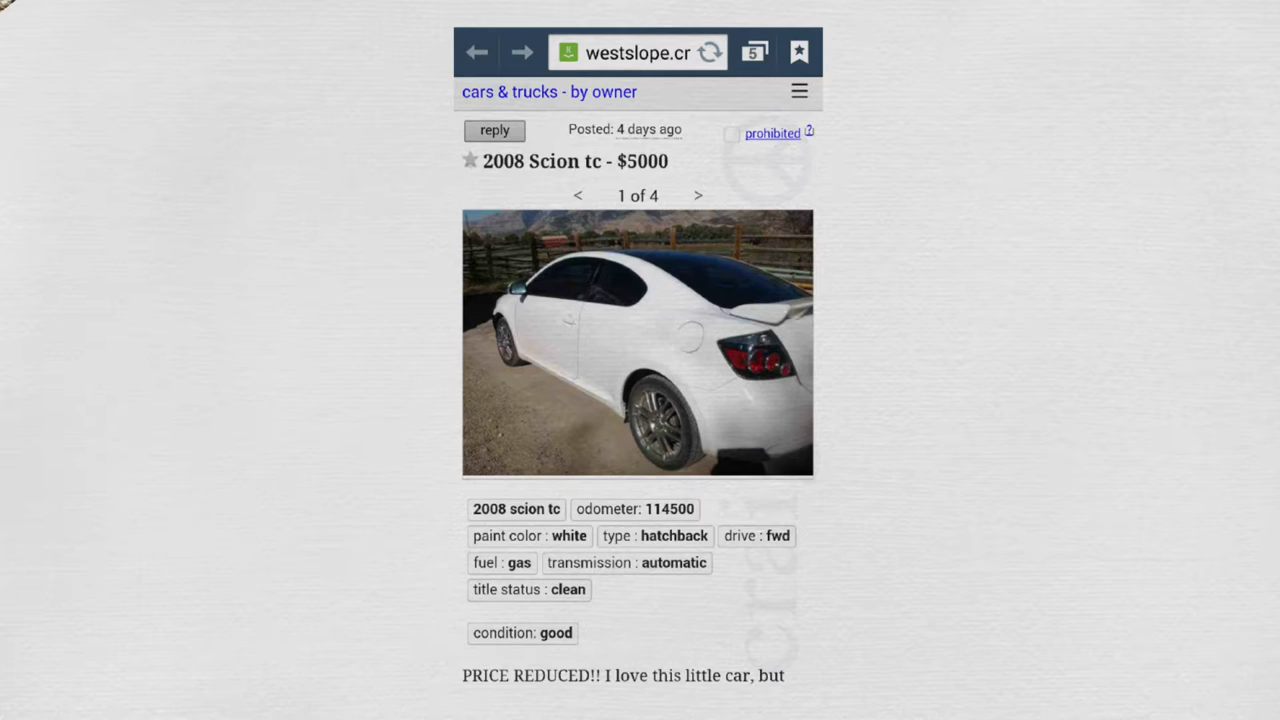 westslope.cr
5
cars & trucks - by owner
reply
Posted: 4 days ago
prohibited [?]
2008 Scion tc - $5000
< 1 of 4 >
2008 scion tc odometer: 114500
paint color : white type : hatchback drive : fwd
fuel : gas transmission : automatic
title status : clean
condition: good
PRICE REDUCED!! I love this little car, but